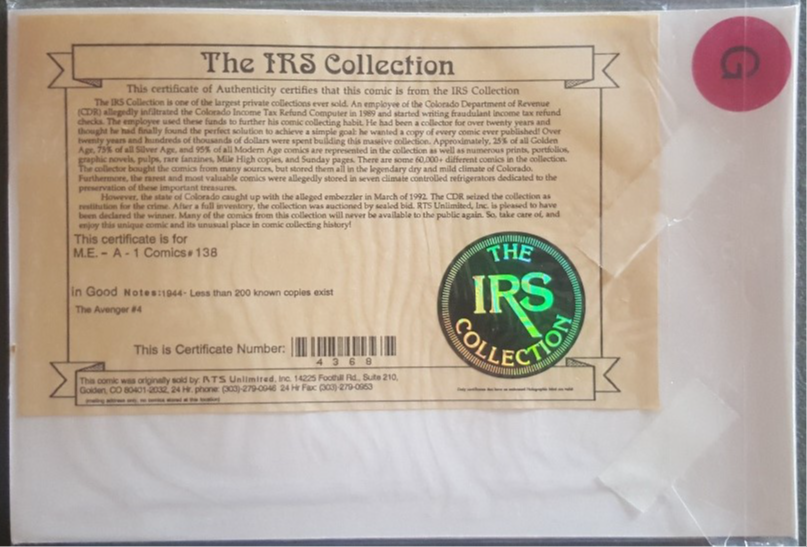 The IRS Collection
This certificate of Authenticity certifies that this comic is from the IRS Collection
The IRS Collection is one of the largest private collections ever sold. An employee of the Colorado Department of Revenue
(CDR) allegedly infiltrated the Colorado Income Tax Refund Computer in 1989 and started writing fraudulent income tax refund
checks. The employee used these funds to further his comic collecting habit. He had been a collector for over twenty years and
thought he had finally found the perfect solution to achieve a simple goal: he wanted a copy of every comic ever published! Over
twenty years and hundreds of thousands of dollars were spent building this massive collection. Approximately, 25% of all Golden
Age, 75% of all Silver Age, and 95% of all Modern Age comics are represented in the collection as well as numerous prints, portfolios,
graphic novels, pulps, rare fanzines, Mile High copies, and Sunday pages. There are some 60,000+ different comics in the collection.
The collector bought the comics from many sources, but stored them all in the legendary dry and mild climate of Colorado.
Furthermore, the rarest and most valuable comics were allegedly stored in seven climate controlled refrigerators dedicated to the
preservation of these important treasures.
However, the state of Colorado caught up with the alleged embezzler in March of 1992. The CDR seized the collection as
restitution for the crime. After a full inventory, the collection was auctioned by sealed bid. RTS Unlimited, Inc. is pleased to have
been declared the winner. Many of the comics from this collection will never be available to the public again. So, take care of, and
enjoy this unique comic and its unusual place in comic collecting history!
This certificate is for
M.E. - A - 1 Comics# 138
In Good Notes:1944- Less than 200 known copies exist
The Avenger #4
This is Certificate Number:
4 3 6 8
This comic was originally sold by: RTS Unlimited, Inc. 14225 Foothill Rd., Suite 210,
Golden, CO 80401-2032, 24 Hr. phone: (303)-279-0946 24 Hr Fax: (303)-279-0953
(mailing address only, no comics stored at this location)
THE
IRS
COLLECTION
G